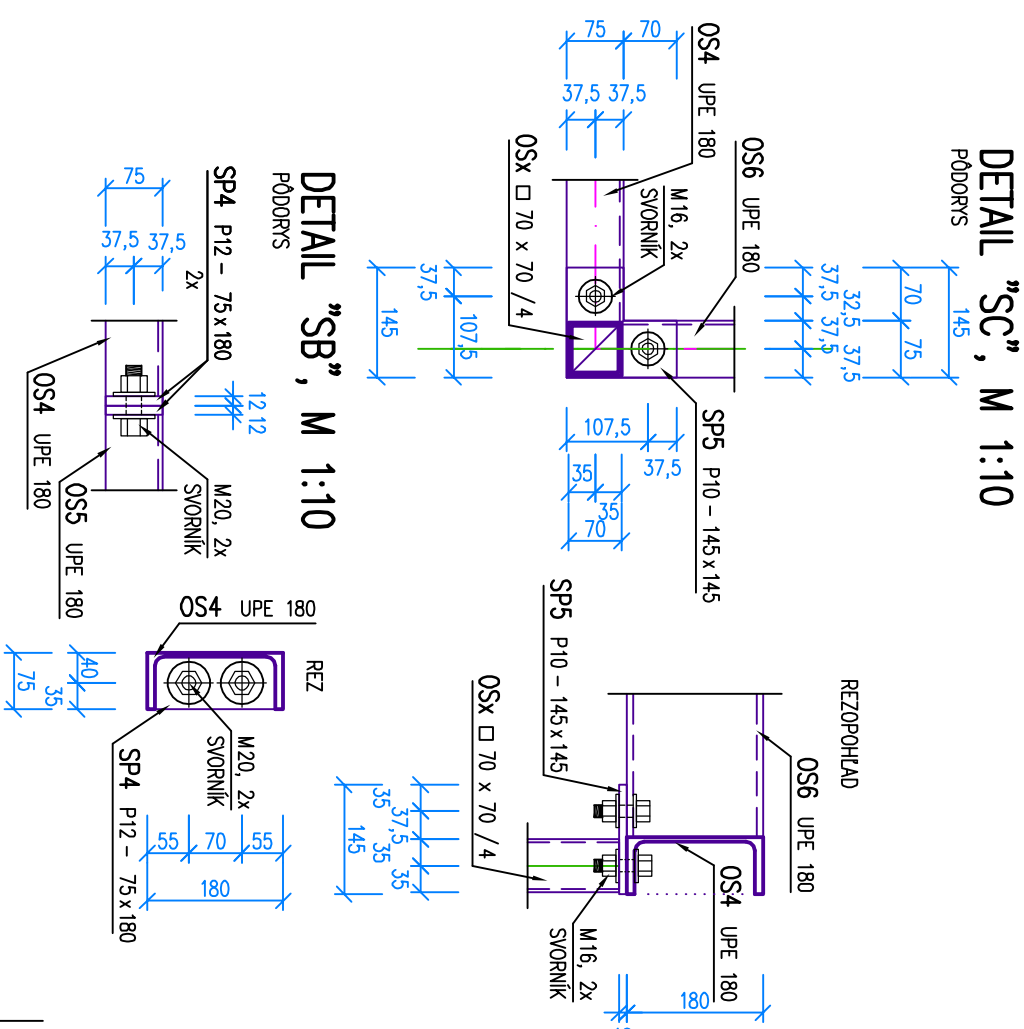 DETAIL "SC", M 1:10
PÔDORYS
145
70
75
37,5
32,5
37,5
37,5
OS6 UPE 180
OS4 UPE 180
75
70
37,5
37,5
M16, 2x
SVORNÍK
OSx □ 70 x 70 /4
37,5
107,5
145
SP5 P10 - 145x145
107,5
37,5
35
35
70
REZOPOHĽAD
OS6 UPE 180
OS4 UPE 180
SP5 P10 - 145x145
OSx □ 70 x 70 /4
M16, 2x
SVORNÍK
35
37,5
35
35
145
180
DETAIL "SB", M 1:10
PÔDORYS
SP4 P12 - 75x180
2x
75
37,5
37,5
12
12
M20, 2x
SVORNÍK
OS4 UPE 180
OS5 UPE 180
REZ
OS4 UPE 180
M20, 2x
SVORNÍK
SP4 P12 - 75x180
40
35
75
55
70
55
180